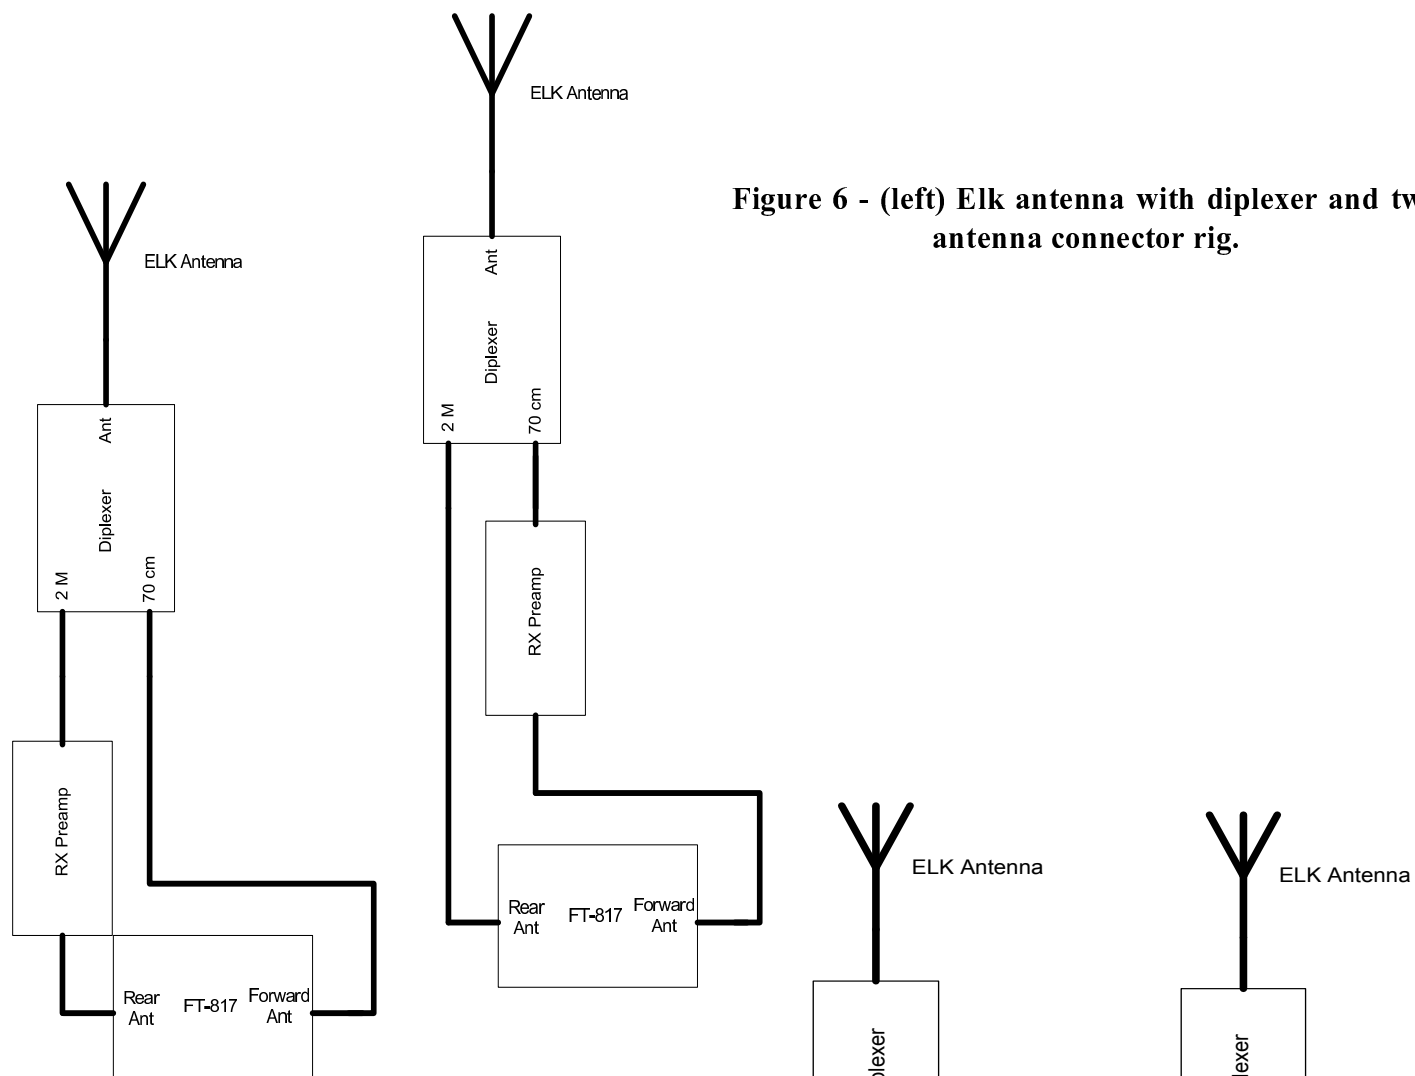 ELK Antenna
Figure 6 - (left) Elk antenna with diplexer and
antenna connector rig.
ELK Antenna
Ant
Diplexer
2 M
70 cm
Ant
Diplexer
2 M
70 cm
RX Preamp
RX Preamp
ELK Antenna
ELK Antenna
Rear
Ant
FT-817
Forward
Ant
Rear
Ant
FT-817
Forward
Ant